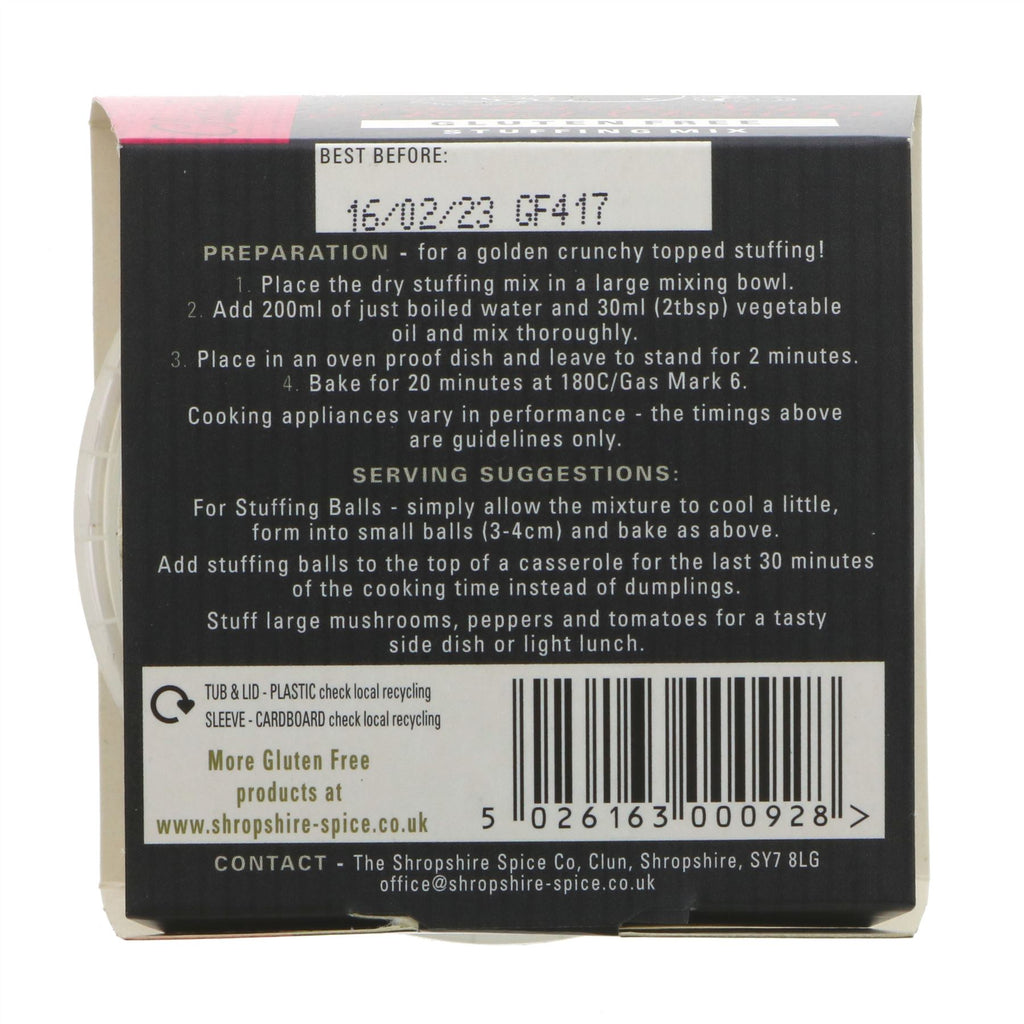 GLUTEN FREE
STUFFING MIX
BEST BEFORE:
16/02/23 GF417
PREPARATION - for a golden crunchy topped stuffing!
1. Place the dry stuffing mix in a large mixing bowl.
2. Add 200ml of just boiled water and 30ml (2tbsp) vegetable
oil and mix thoroughly.
3. Place in an oven proof dish and leave to stand for 2 minutes.
4. Bake for 20 minutes at 180C/Gas Mark 6.
Cooking appliances vary in performance - the timings above
are guidelines only.
SERVING SUGGESTIONS:
For Stuffing Balls - simply allow the mixture to cool a little,
form into small balls (3-4cm) and bake as above.
Add stuffing balls to the top of a casserole for the last 30 minutes
of the cooking time instead of dumplings.
Stuff large mushrooms, peppers and tomatoes for a tasty
side dish or light lunch.
TUB & LID - PLASTIC check local recycling
SLEEVE - CARDBOARD check local recycling
More Gluten Free
products at
www.shropshire-spice.co.uk
5 026163 000928 >
CONTACT - The Shropshire Spice Co, Clun, Shropshire, SY7 8LG
office@shropshire-spice.co.uk